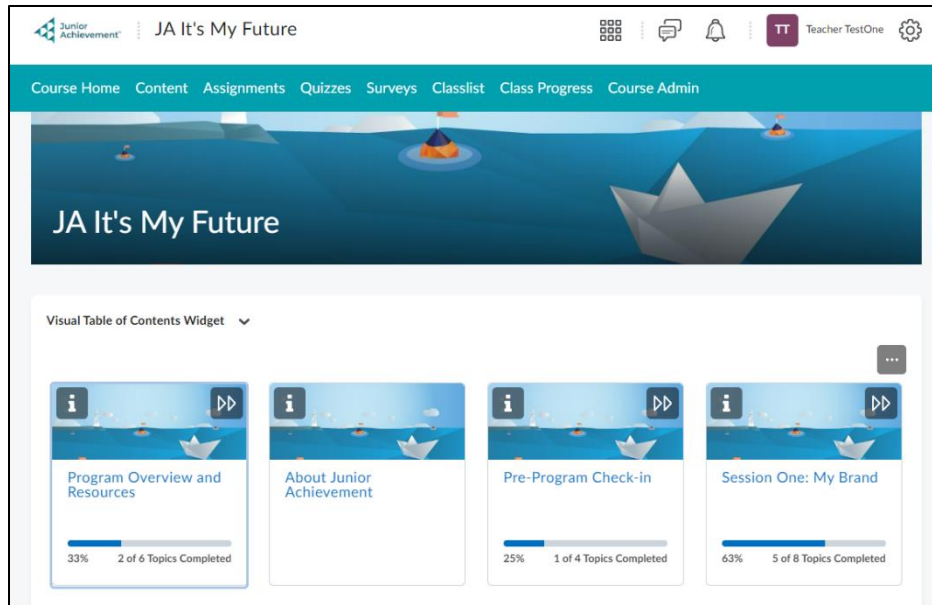 Junior
Achievement®
JA It's My Future
TT
Teacher TestOne
Course Home Content Assignments Quizzes Surveys Classlist Class Progress Course Admin
JA It's My Future
Visual Table of Contents Widget
...
Program Overview and
Resources
33% 2 of 6 Topics Completed
About Junior
Achievement
Pre-Program Check-in
25% 1 of 4 Topics Completed
Session One: My Brand
63% 5 of 8 Topics Completed